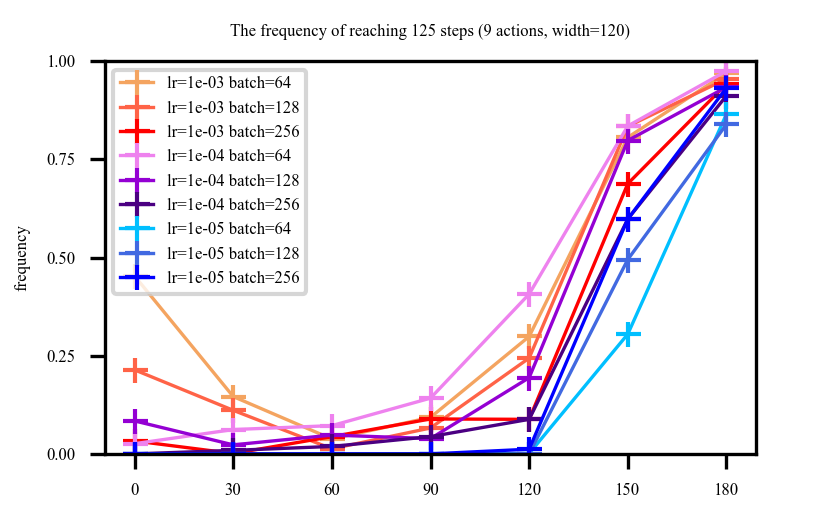 The frequency of reaching 125 steps (9 actions, width=120)
1.00
0.75
0.50
0.25
0.00
frequency
lr=1e-03 batch=64
lr=1e-03 batch=128
lr=1e-03 batch=256
lr=1e-04 batch=64
lr=1e-04 batch=128
lr=1e-04 batch=256
lr=1e-05 batch=64
lr=1e-05 batch=128
lr=1e-05 batch=256
0 30 60 90 120 150 180